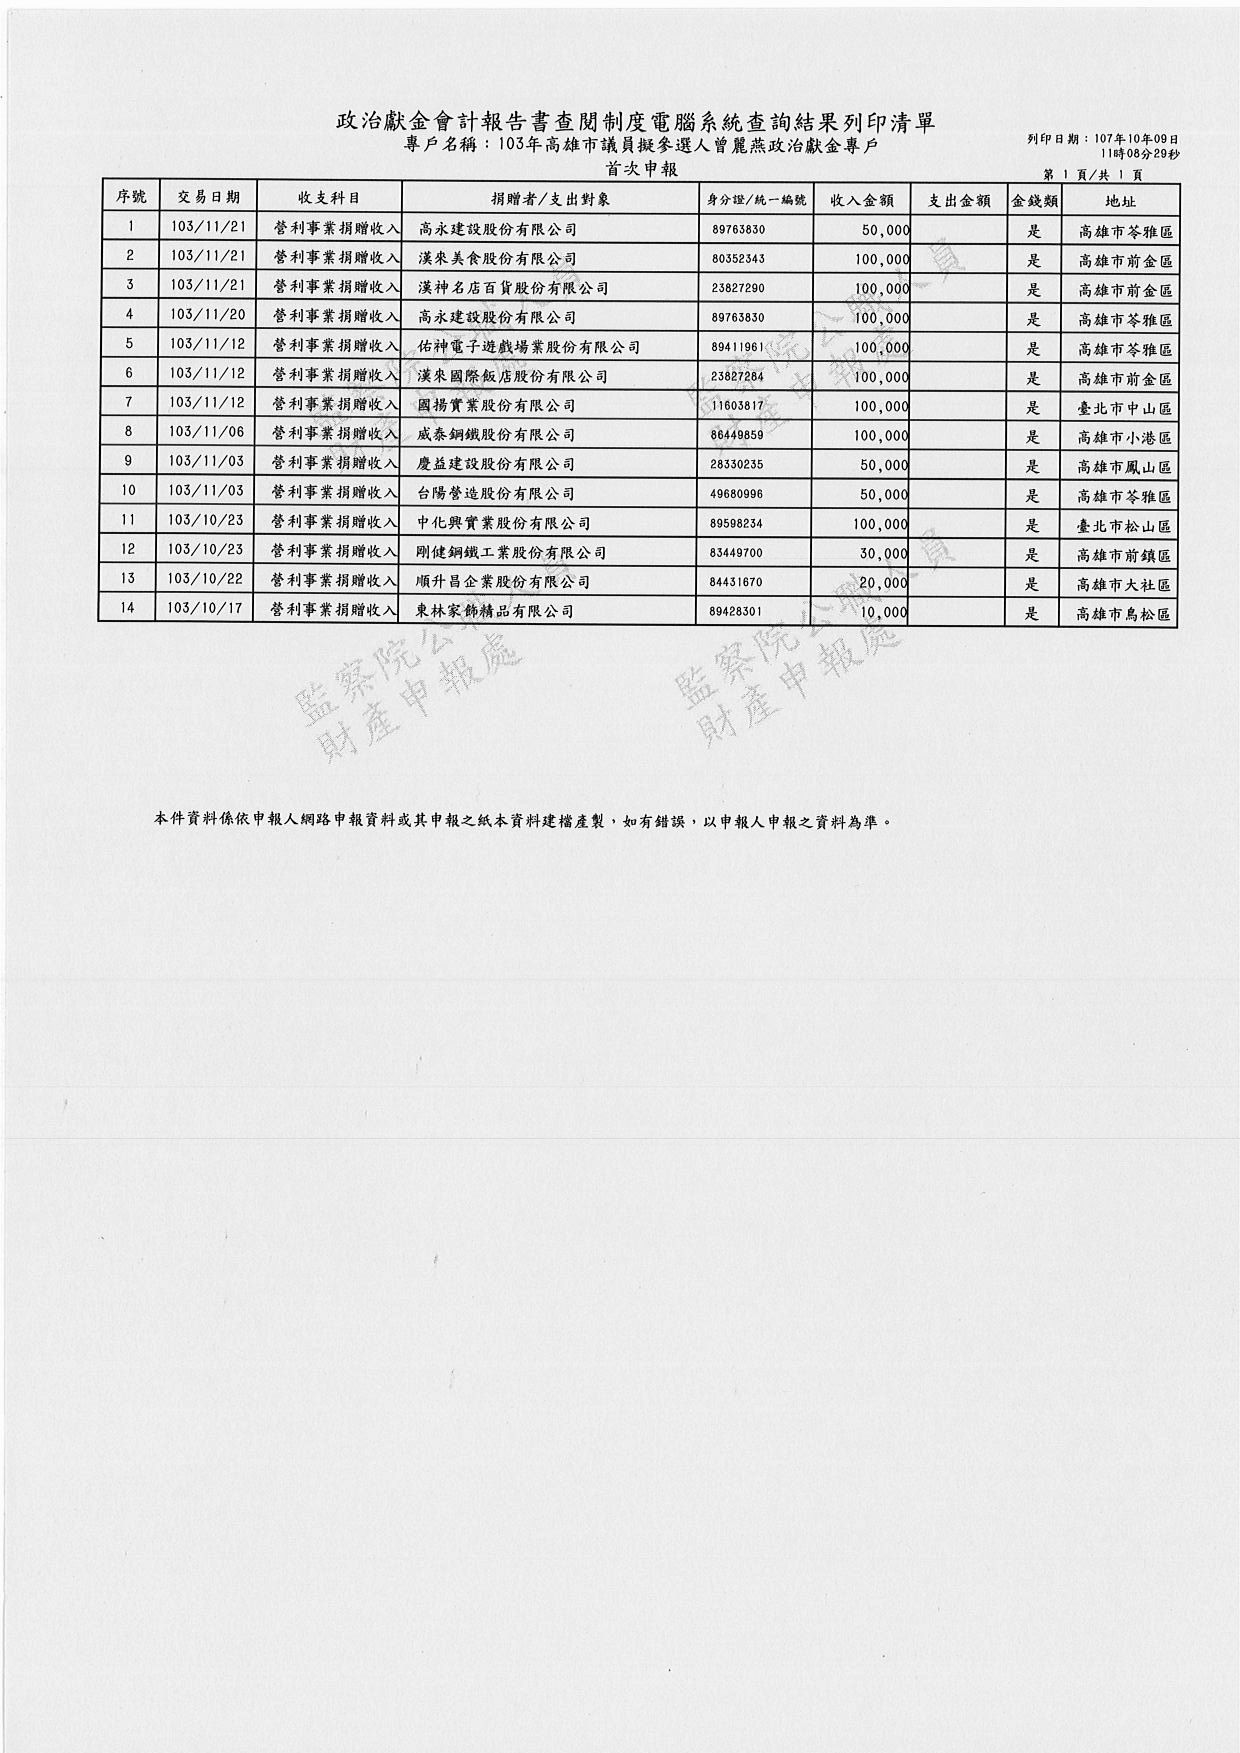 政治獻金會計報告書查閱制度電腦系統查詢結果列印清單
專戶名稱：103年高雄市議員擬參選人曾麗燕政治獻金專戶
列印日期：107年10年09日
11時08分29秒
首次申報
第 1 頁/共 1 頁
序號 交易日期 收支科目 捐贈者/支出對象 身分證/統一編號 收入金額 支出金額 金錢類 地址
1 103/11/21 營利事業捐贈收入 高永建設股份有限公司 89763830 50,000 是 高雄市苓雅區
2 103/11/21 營利事業捐贈收入 漢來美食股份有限公司 80352343 100,000 是 高雄市前金區
3 103/11/21 營利事業捐贈收入 漢神名店百貨股份有限公司 23827290 100,000 是 高雄市前金區
4 103/11/20 營利事業捐贈收入 高永建設股份有限公司 89763830 100,000 是 高雄市苓雅區
5 103/11/12 營利事業捐贈收入 佑神電子遊戲場業股份有限公司 89411961 100,000 是 高雄市苓雅區
6 103/11/12 營利事業捐贈收入 漢來國際飯店股份有限公司 23827284 100,000 是 高雄市前金區
7 103/11/12 營利事業捐贈收入 國揚實業股份有限公司 11603817 100,000 是 臺北市中山區
8 103/11/06 營利事業捐贈收入 威泰鋼鐵股份有限公司 86449859 100,000 是 高雄市小港區
9 103/11/03 營利事業捐贈收入 慶益建設股份有限公司 28330235 50,000 是 高雄市鳳山區
10 103/11/03 營利事業捐贈收入 台陽營造股份有限公司 49680996 50,000 是 高雄市苓雅區
11 103/10/23 營利事業捐贈收入 中化興實業股份有限公司 89598234 100,000 是 臺北市松山區
12 103/10/23 營利事業捐贈收入 剛健鋼鐵工業股份有限公司 83449700 30,000 是 高雄市前鎮區
13 103/10/22 營利事業捐贈收入 順升昌企業股份有限公司 84431670 20,000 是 高雄市大社區
14 103/10/17 營利事業捐贈收入 東林家飾精品有限公司 89428301 10,000 是 高雄市鳥松區
監察院公職人員
財產申報處
監察院公職人員
財產申報處
監察院公職人員
財產申報處
監察院公職人員
財產申報處
本件資料係依申報人網路申報資料或其申報之紙本資料建檔產製，如有錯誤，以申報人申報之資料為準。